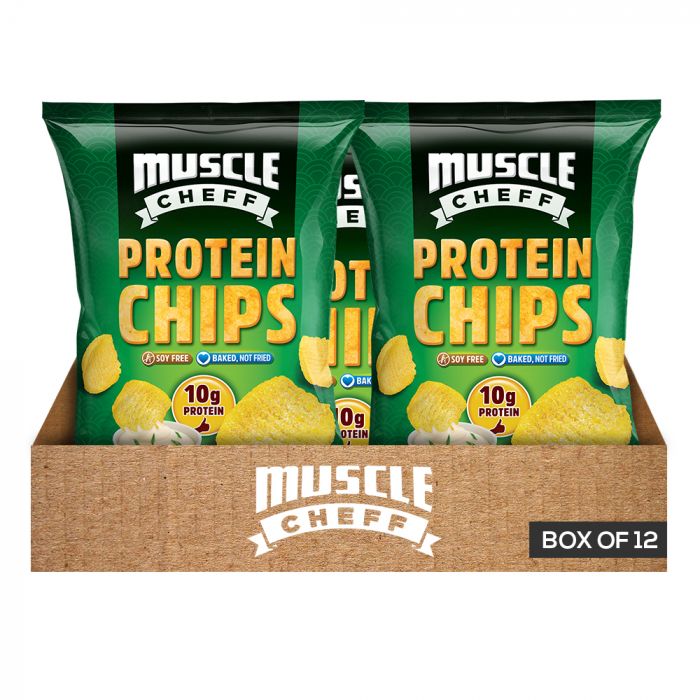 MUSCLE
CHEFF
PROTEIN
CHIPS
SOY FREE
BAKED, NOT FRIED
10g
PROTEIN
MUSCLE
CHEFF
PROTEIN
CHIPS
SOY FREE
BAKED, NOT FRIED
10g
PROTEIN
MUSCLE
CHEFF
BOX OF 12